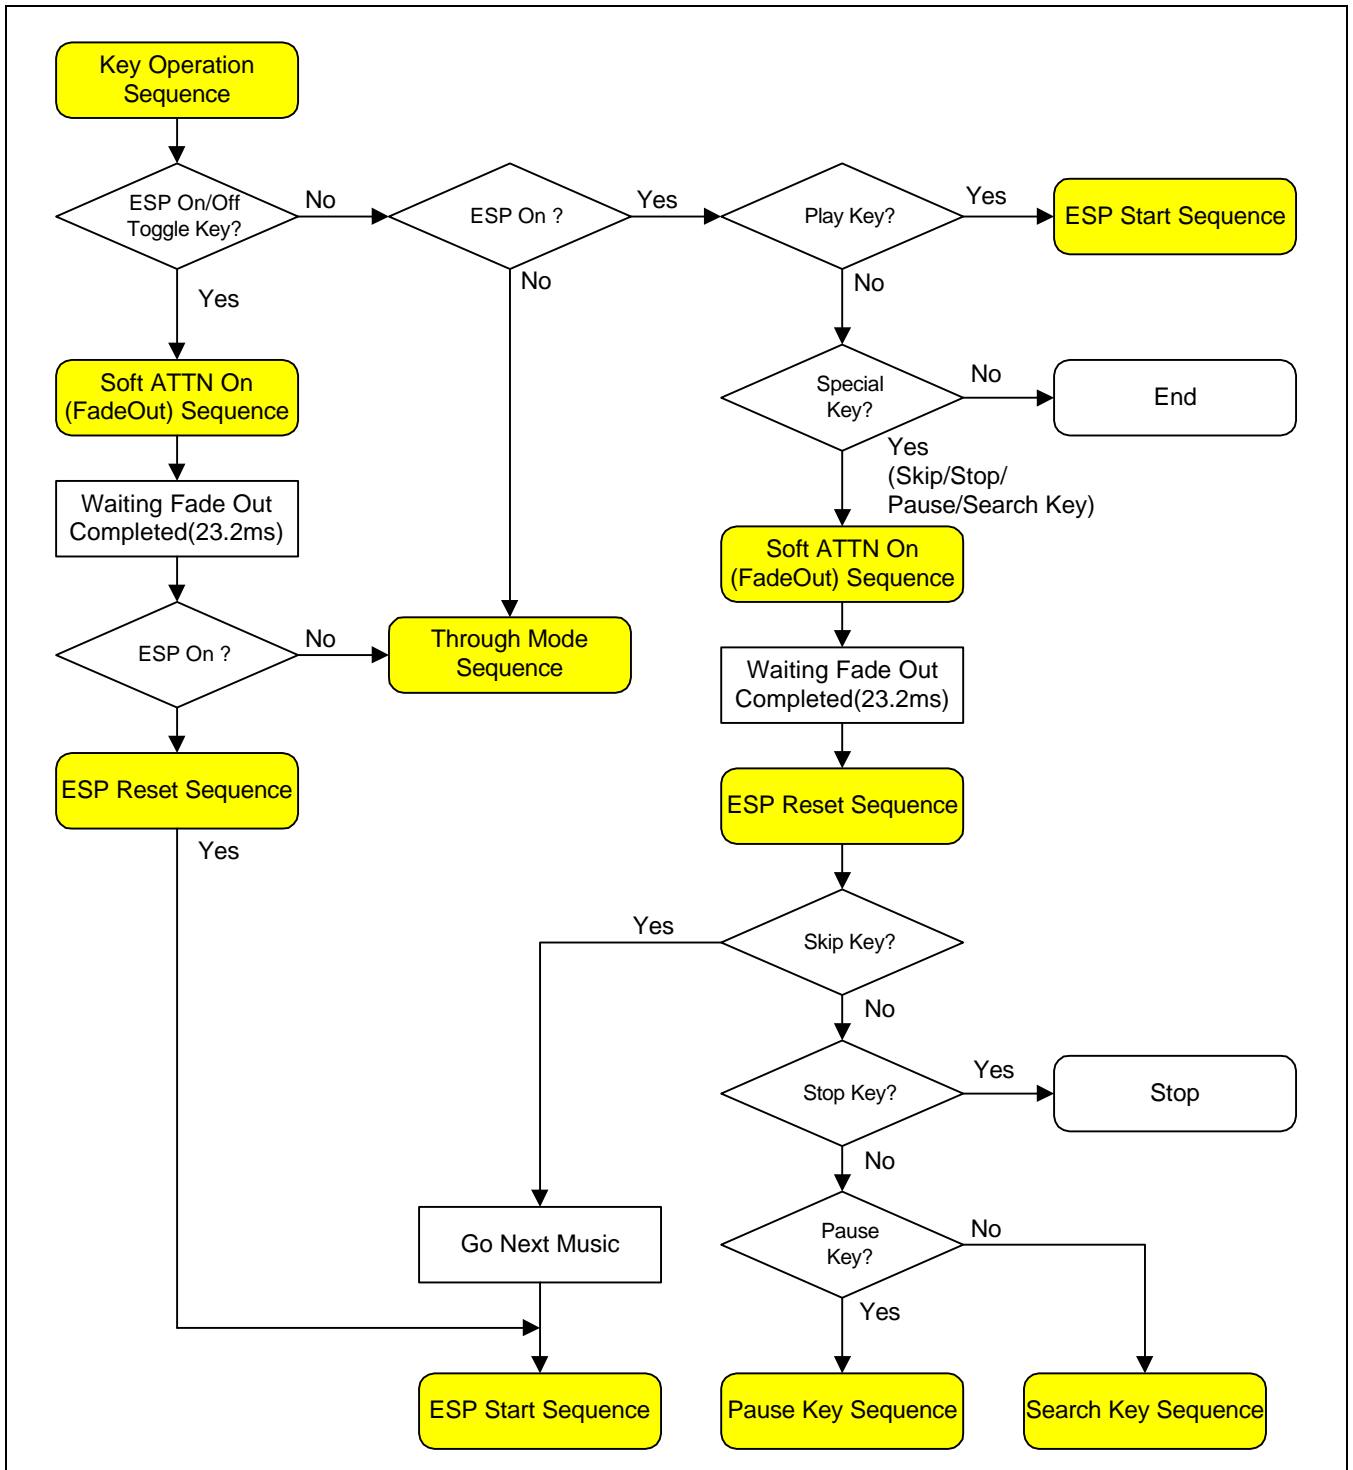 Key Operation
Sequence
ESP On/Off
Toggle Key?
No
ESP On ?
Yes
Play Key?
Yes
ESP Start Sequence
Yes
No
No
Soft ATTN On
(FadeOut) Sequence
Special
Key?
No
End
Yes
(Skip/Stop/
Pause/Search Key)
Waiting Fade Out
Completed(23.2ms)
Soft ATTN On
(FadeOut) Sequence
ESP On ?
No
Through Mode
Sequence
Waiting Fade Out
Completed(23.2ms)
ESP Reset Sequence
Yes
ESP Reset Sequence
Yes
Skip Key?
No
Stop Key?
Yes
Stop
No
Go Next Music
Pause
Key?
No
Yes
ESP Start Sequence
Pause Key Sequence
Search Key Sequence